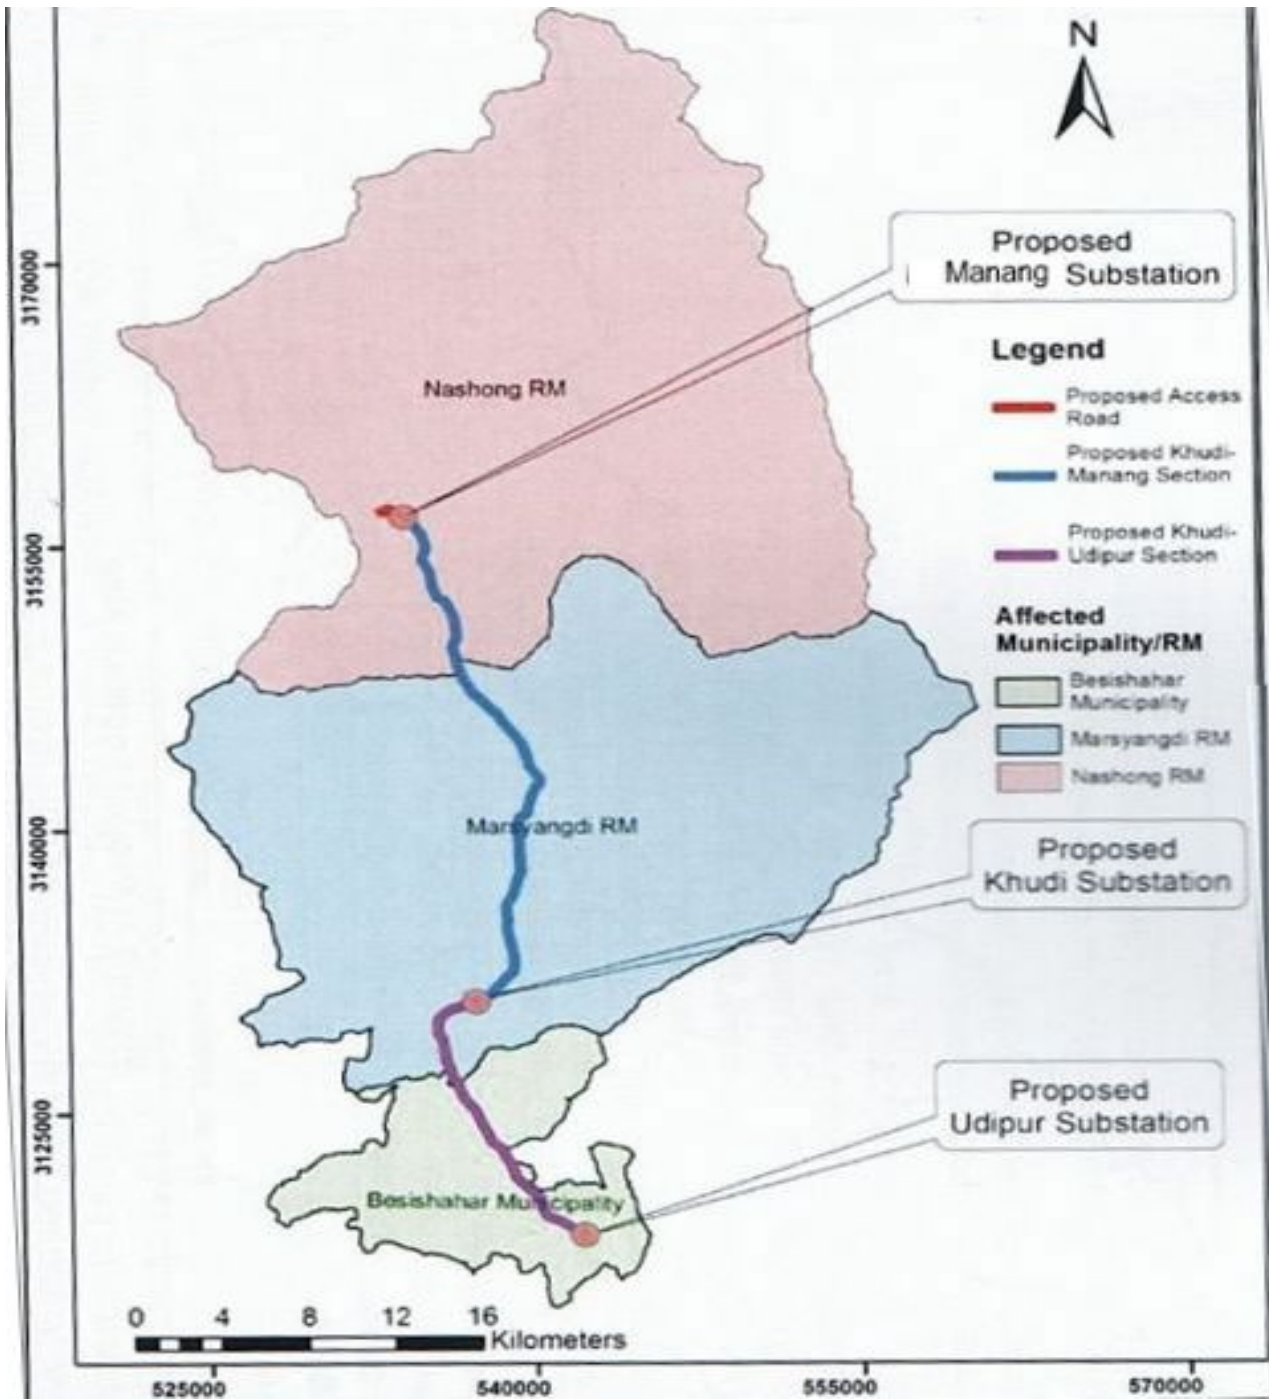 N
Proposed
Manang Substation
Legend
Proposed Access
Road
Proposed Khudi-
Manang Section
Proposed Khudi-
Udipur Section
Affected
Municipality/RM
Besishahar
Municipality
Marsyangdi RM
Nashong RM
Nashong RM
Marsyangdi RM
Proposed
Khudi Substation
Proposed
Udipur Substation
Besishahar Municipality
0 4 8 12 16
Kilometers
3170000
3155000
3140000
3125000
525000 540000 555000 570000